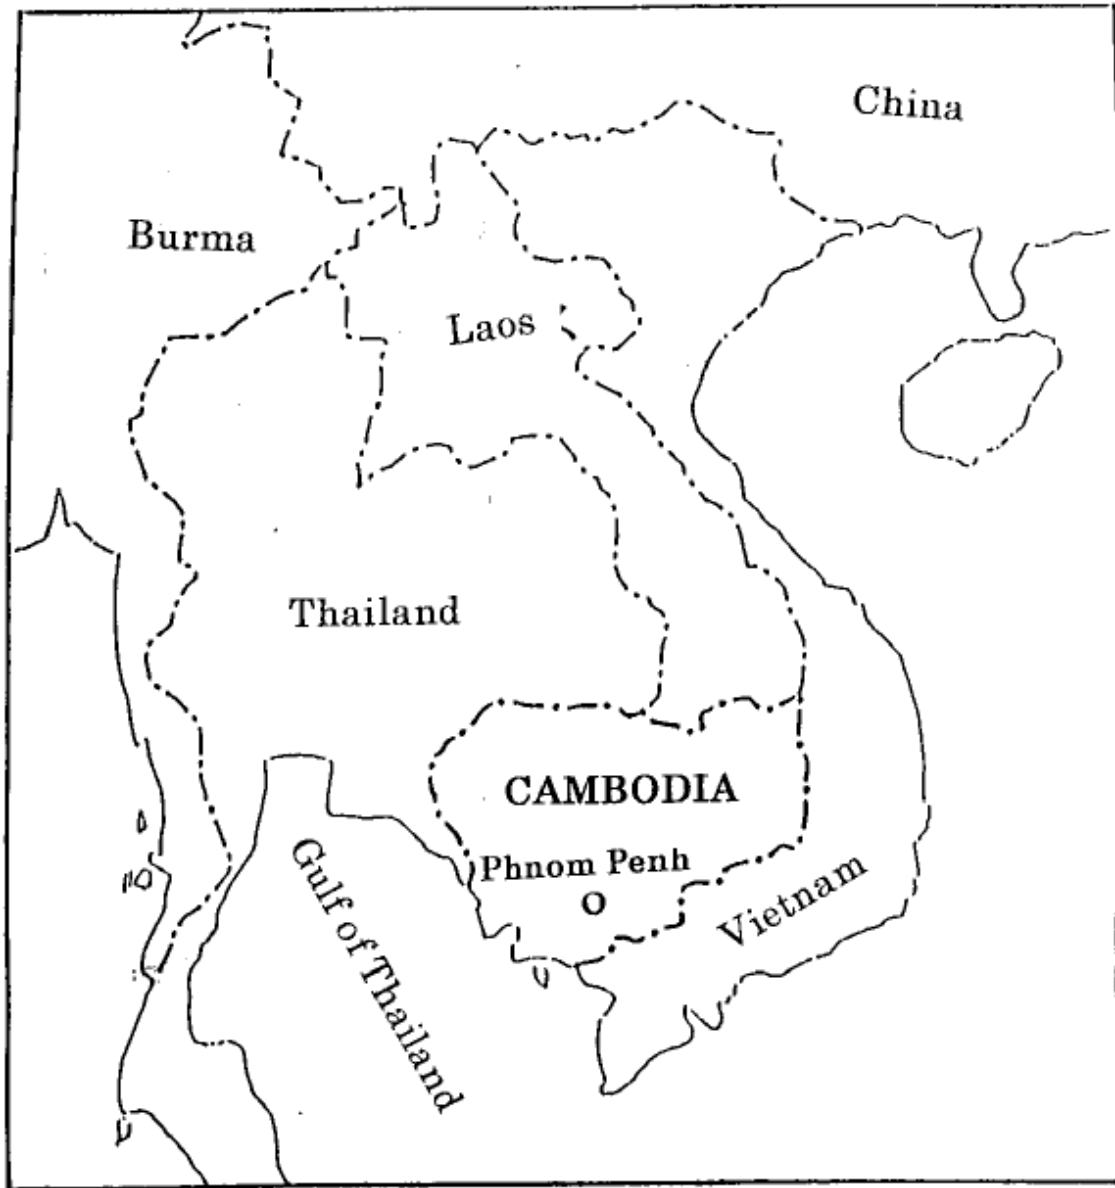 China
Burma
Laos
Thailand
CAMBODIA
Phnom Penh
Vietnam
Gulf of Thailand